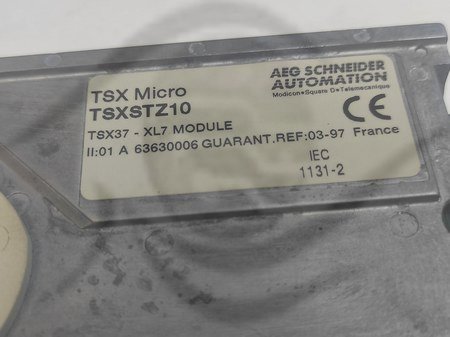 AEG SCHNEIDER
AUTOMATION
Modicon•Square D•Telemecanique
TSX Micro
TSXSTZ10
TSX37 - XL7 MODULE
II:01 A 63630006 GUARANT.REF:03-97 France
CE
IEC
1131-2